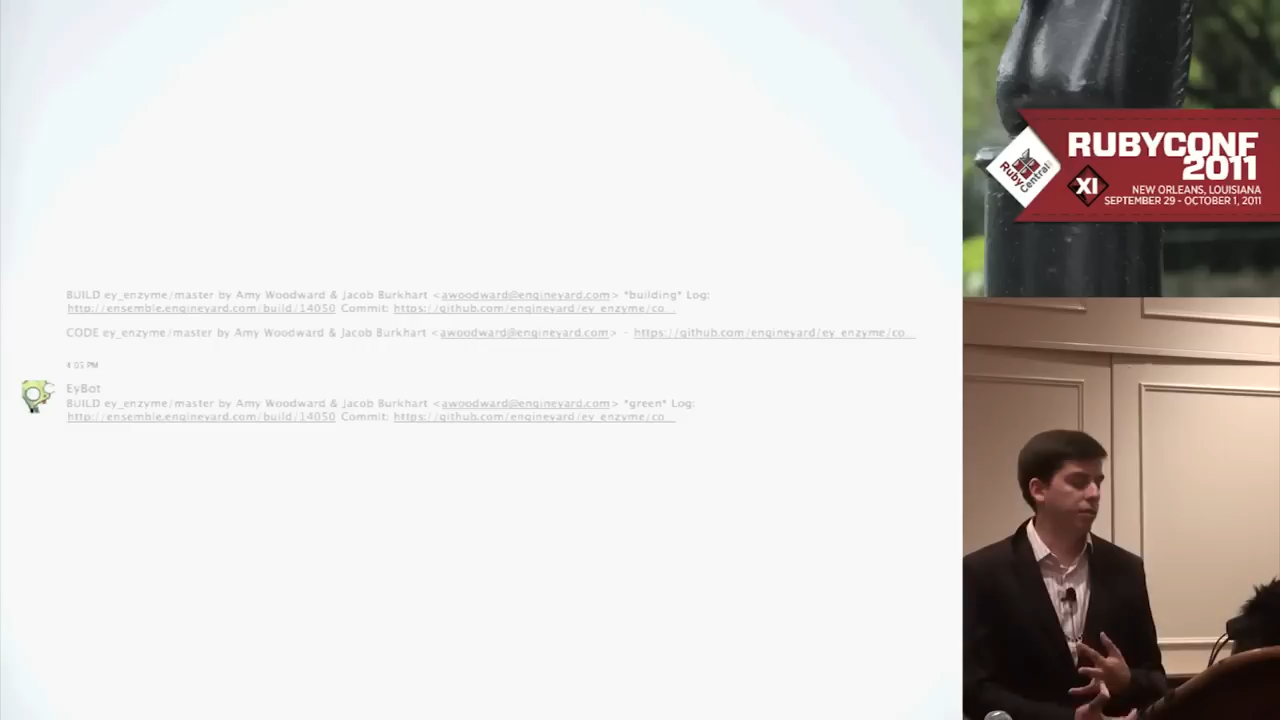 BUILD ey_enzyme/master by Amy Woodward & Jacob Burkhart <awoodward@engineyard.com> *building* Log:
http://ensemble.engineyard.com/build/14050 Commit: https://github.com/engineyard/ey_enzyme/co...
CODE ey_enzyme/master by Amy Woodward & Jacob Burkhart <awoodward@engineyard.com> - https://github.com/engineyard/ey_enzyme/co...
4:05 PM
EyBot
BUILD ey_enzyme/master by Amy Woodward & Jacob Burkhart <awoodward@engineyard.com> *green* Log:
http://ensemble.engineyard.com/build/14050 Commit: https://github.com/engineyard/ey_enzyme/co...
RUBYCONF
2011
RubyCentral
XI
NEW ORLEANS, LOUISIANA
SEPTEMBER 29 - OCTOBER 1, 2011